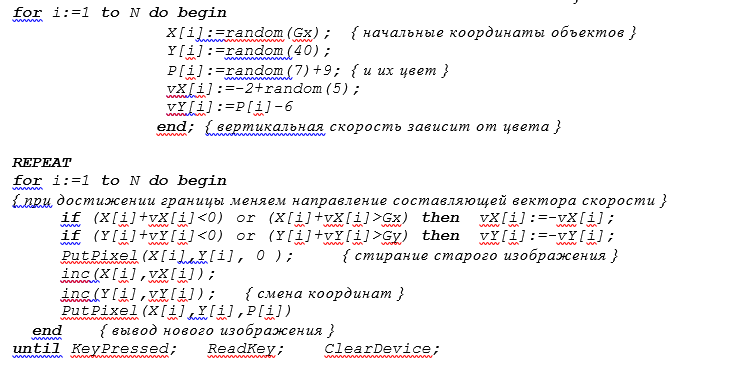 for i:=1 to N do begin
X[i]:=random(Gx); { начальные координаты объектов }
Y[i]:=random(40);
P[i]:=random(7)+9; { и их цвет }
vX[i]:=-2+random(5);
vY[i]:=P[i]-6
end; { вертикальная скорость зависит от цвета }
REPEAT
for i:=1 to N do begin
{ при достижении границы меняем направление составляющей вектора скорости }
if (X[i]+vX[i]<0) or (X[i]+vX[i]>Gx) then vX[i]:=-vX[i];
if (Y[i]+vY[i]<0) or (Y[i]+vY[i]>Gy) then vY[i]:=-vY[i];
PutPixel(X[i],Y[i], 0 ); { стирание старого изображения }
inc(X[i],vX[i]);
inc(Y[i],vY[i]); { смена координат }
PutPixel(X[i],Y[i],P[i])
end { вывод нового изображения }
until KeyPressed; ReadKey; ClearDevice;